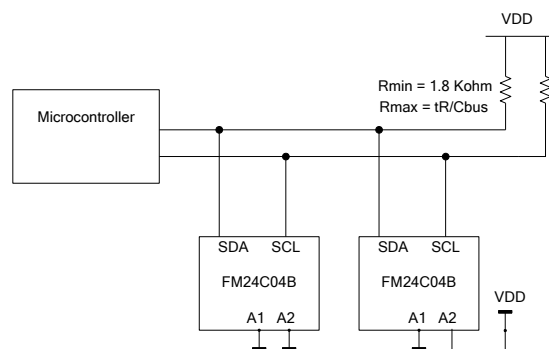 VDD
Rmin = 1.8 Kohm
Rmax = tR/Cbus
Microcontroller
SDA SCL
SDA SCL
FM24C04B
FM24C04B
VDD
A1 A2
A1 A2